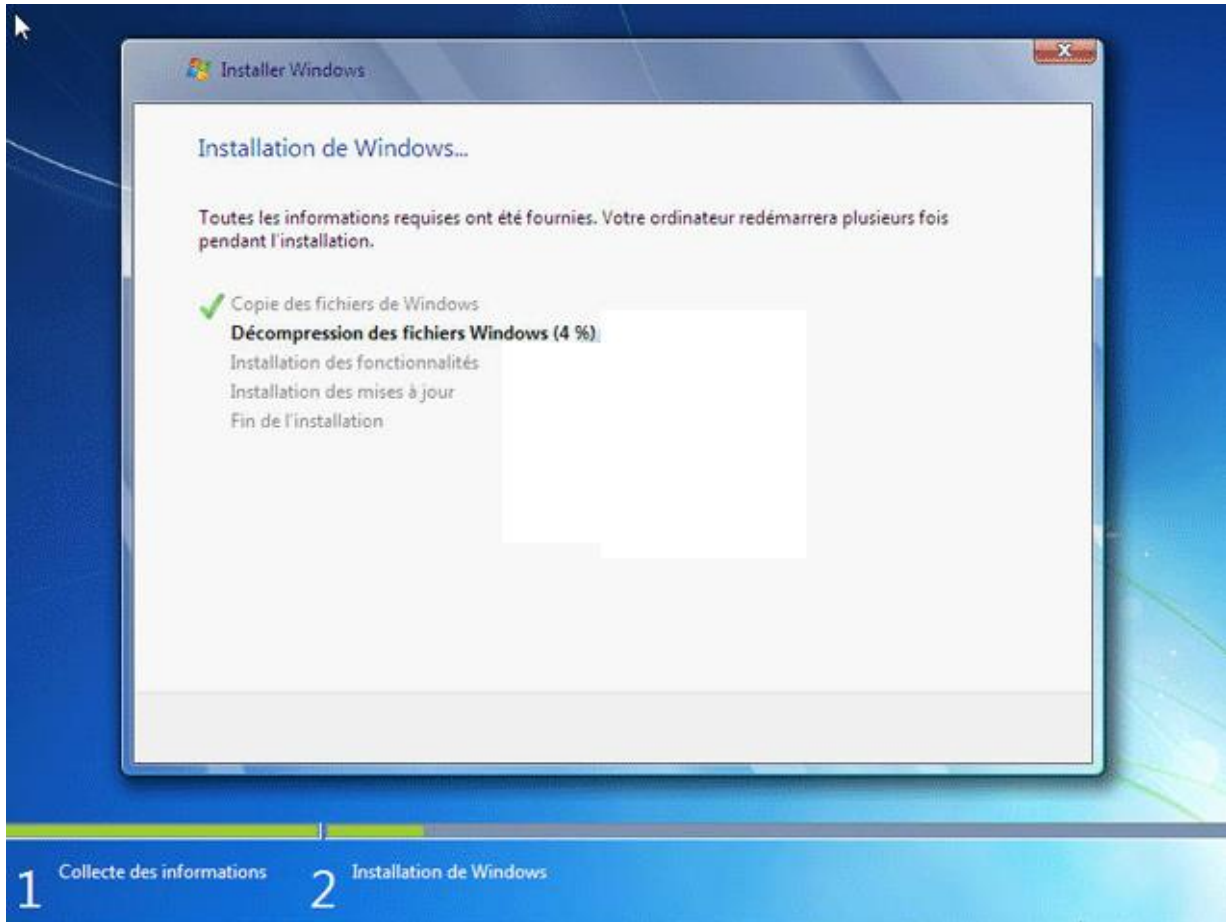 Installer Windows
Installation de Windows...
Toutes les informations requises ont été fournies. Votre ordinateur redémarrera plusieurs fois
pendant l'installation.
Copie des fichiers de Windows
Décompression des fichiers Windows (4 %)
Installation des fonctionnalités
Installation des mises à jour
Fin de l'installation
1 Collecte des informations 2 Installation de Windows